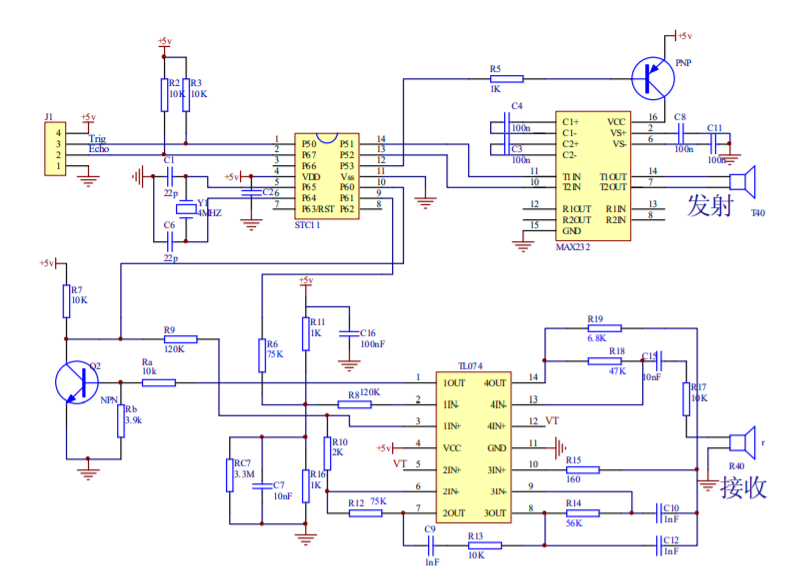 +5v
+5v
R2
10K
R3
10K
R5
1K
PNP
J1
+5v
4
3
2
1
Trig
Echo
C1
22p
Y1
4MHZ
C6
22p
+5v
C2
1
2
3
4
5
6
7
P50
P67
P66
VDD
P65
P64
P63/RST
P51
P52
P53
Vss
P60
P61
P62
14
13
12
11
10
9
8
STC11
C4
100n
C3
100n
C1+
C1-
C2+
C2-
T1IN
T2IN
R1OUT
R2OUT
GND
VCC
VS+
VS-
T1OUT
T2OUT
R1IN
R2IN
11
10
12
9
15
16
2
6
14
7
13
8
MAX232
C8
100n
C11
100n
发射
T40
+5v
R7
10K
R9
120K
Q2
NPN
Ra
10k
Rb
3.9k
R6
75K
+5v
R11
1K
C16
100nF
R8
120K
R10
2K
RC7
3.3M
C7
10nF
R16
1K
R12
75K
C9
1nF
R13
10K
TL074
1
2
3
4
5
6
7
+5v
VT
1OUT
1IN-
1IN+
VCC
2IN+
2IN-
2OUT
4OUT
4IN-
4IN+
GND
3IN+
3IN-
3OUT
14
13
12
11
10
9
8
VT
R19
6.8K
R18
47K
C15
10nF
R17
10K
R15
160
R14
56K
C10
1nF
C12
1nF
r
R40
接收